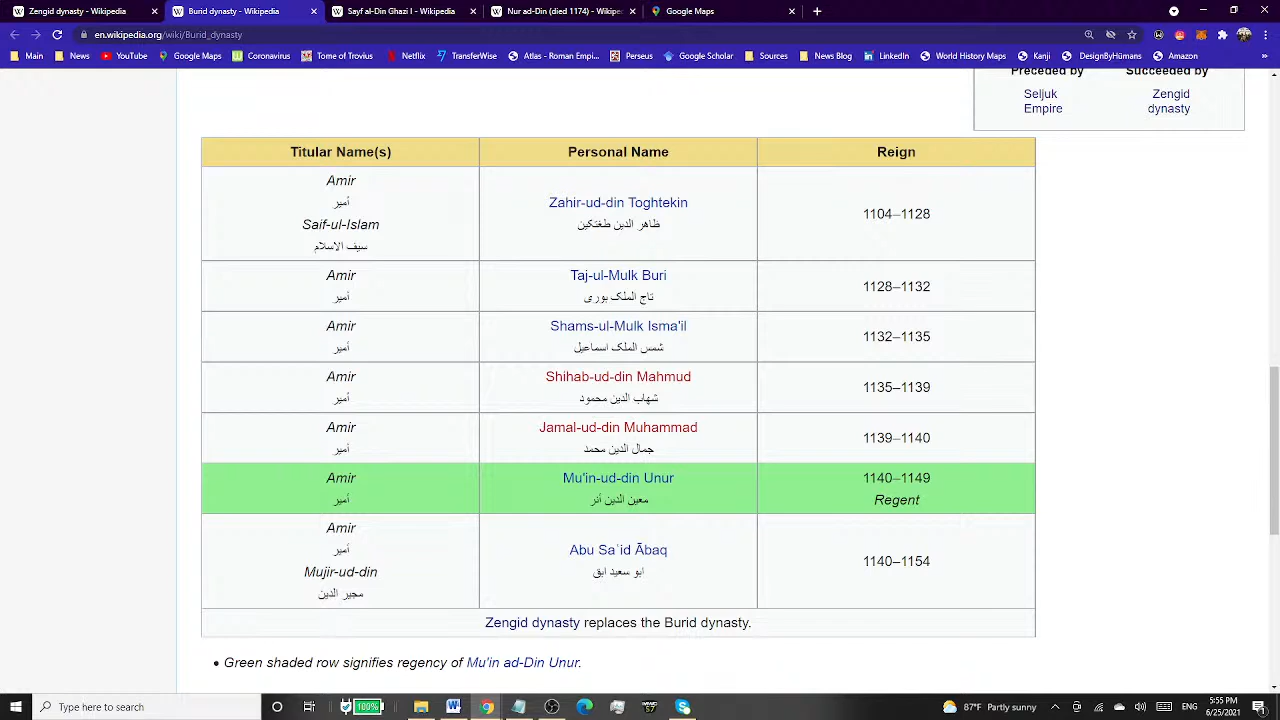 Zengid dynasty - Wikipedia
Burid dynasty - Wikipedia
Sayf al-Din Ghazi I - Wikipedia
Nur ad-Din (died 1174) - Wikipe
Google Maps
en.wikipedia.org/wiki/Burid_dynasty
Main
News
YouTube
Google Maps
Coronavirus
Tome of Trovius
Netflix
TransferWise
Atlas - Roman Empi...
Perseus
Google Scholar
Sources
News Blog
LinkedIn
World History Maps
Kanji
DesignByHumans
Amazon
Preceded by Succeeded by
Seljuk Empire
Zengid dynasty
Titular Name(s) Personal Name Reign
Amir
أمير
Saif-ul-Islam
سيف الاسلام
Zahir-ud-din Toghtekin
ظاهر الدين طغتكين
1104–1128
Amir
أمير
Taj-ul-Mulk Buri
تاج الملک بوری
1128–1132
Amir
أمير
Shams-ul-Mulk Isma'il
شمس الملک اسماعيل
1132–1135
Amir
أمير
Shihab-ud-din Mahmud
شهاب الدين محمود
1135–1139
Amir
أمير
Jamal-ud-din Muhammad
جمال الدين محمد
1139–1140
Amir
أمير
Mu'in-ud-din Unur
معين الدين أنر
1140–1149
Regent
Amir
أمير
Mujir-ud-din
مجير الدين
Abu Saʿid Ābaq
ابو سعيد ابق
1140–1154
Zengid dynasty replaces the Burid dynasty.
Green shaded row signifies regency of Mu'in ad-Din Unur.
Type here to search
100%
87°F Partly sunny
ENG
5:55 PM
6/25/2021